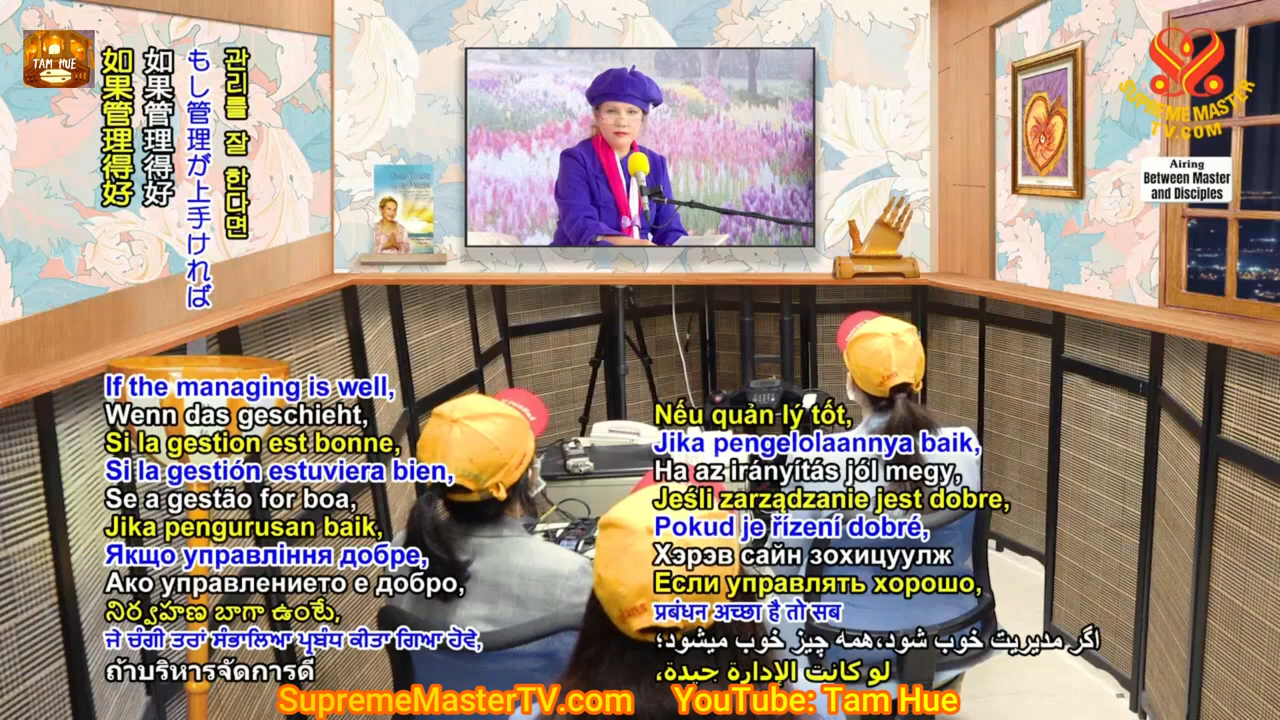 TAM HUE
관리를 잘 한다면
もし管理が上手ければ
如果管理得好
如果管理得好
SUPREME MASTER
TV.COM
Airing
Between Master
and Disciples
If the managing is well,
Wenn das geschieht,
Si la gestion est bonne,
Si la gestión estuviera bien,
Se a gestão for boa,
Jika pengurusan baik,
Якщо управління добре,
Ако управлението е добро,
నిర్వహణ బాగా ఉంటే,
ਜੇ ਚੰਗੀ ਤਰਾਂ ਸੰਭਾਲਿਆ ਪ੍ਰਬੰਧ ਕੀਤਾ ਗਿਆ ਹੋਵੇ,
ถ้าบริหารจัดการดี
Nếu quản lý tốt,
Jika pengelolaannya baik,
Ha az irányítás jól megy,
Jeśli zarządzanie jest dobre,
Pokud je řízení dobré,
Хэрэв сайн зохицуулж
Если управлять хорошо,
प्रबंधन अच्छा है तो सब
اگر مدیریت خوب شود،همه چیز خوب میشود؛
لو كانت الإدارة جيدة،
SupremeMasterTV.com YouTube: Tam Hue